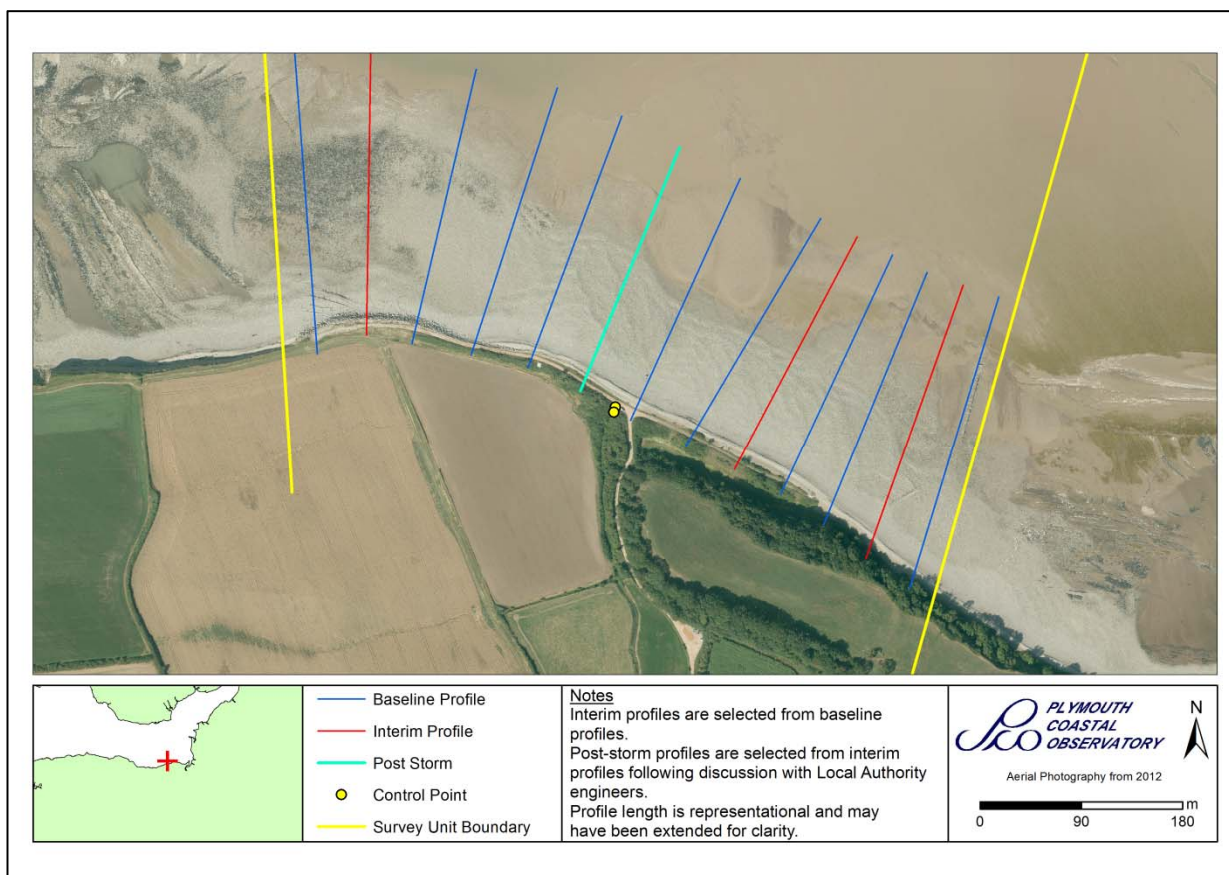 Baseline Profile
Interim Profile
Post Storm
Control Point
Survey Unit Boundary
Notes
Interim profiles are selected from baseline
profiles.
Post-storm profiles are selected from interim
profiles following discussion with Local Authority
engineers.
Profile length is representational and may
have been extended for clarity.
PLYMOUTH
COASTAL
OBSERVATORY
N
Aerial Photography from 2012
m
0 90 180